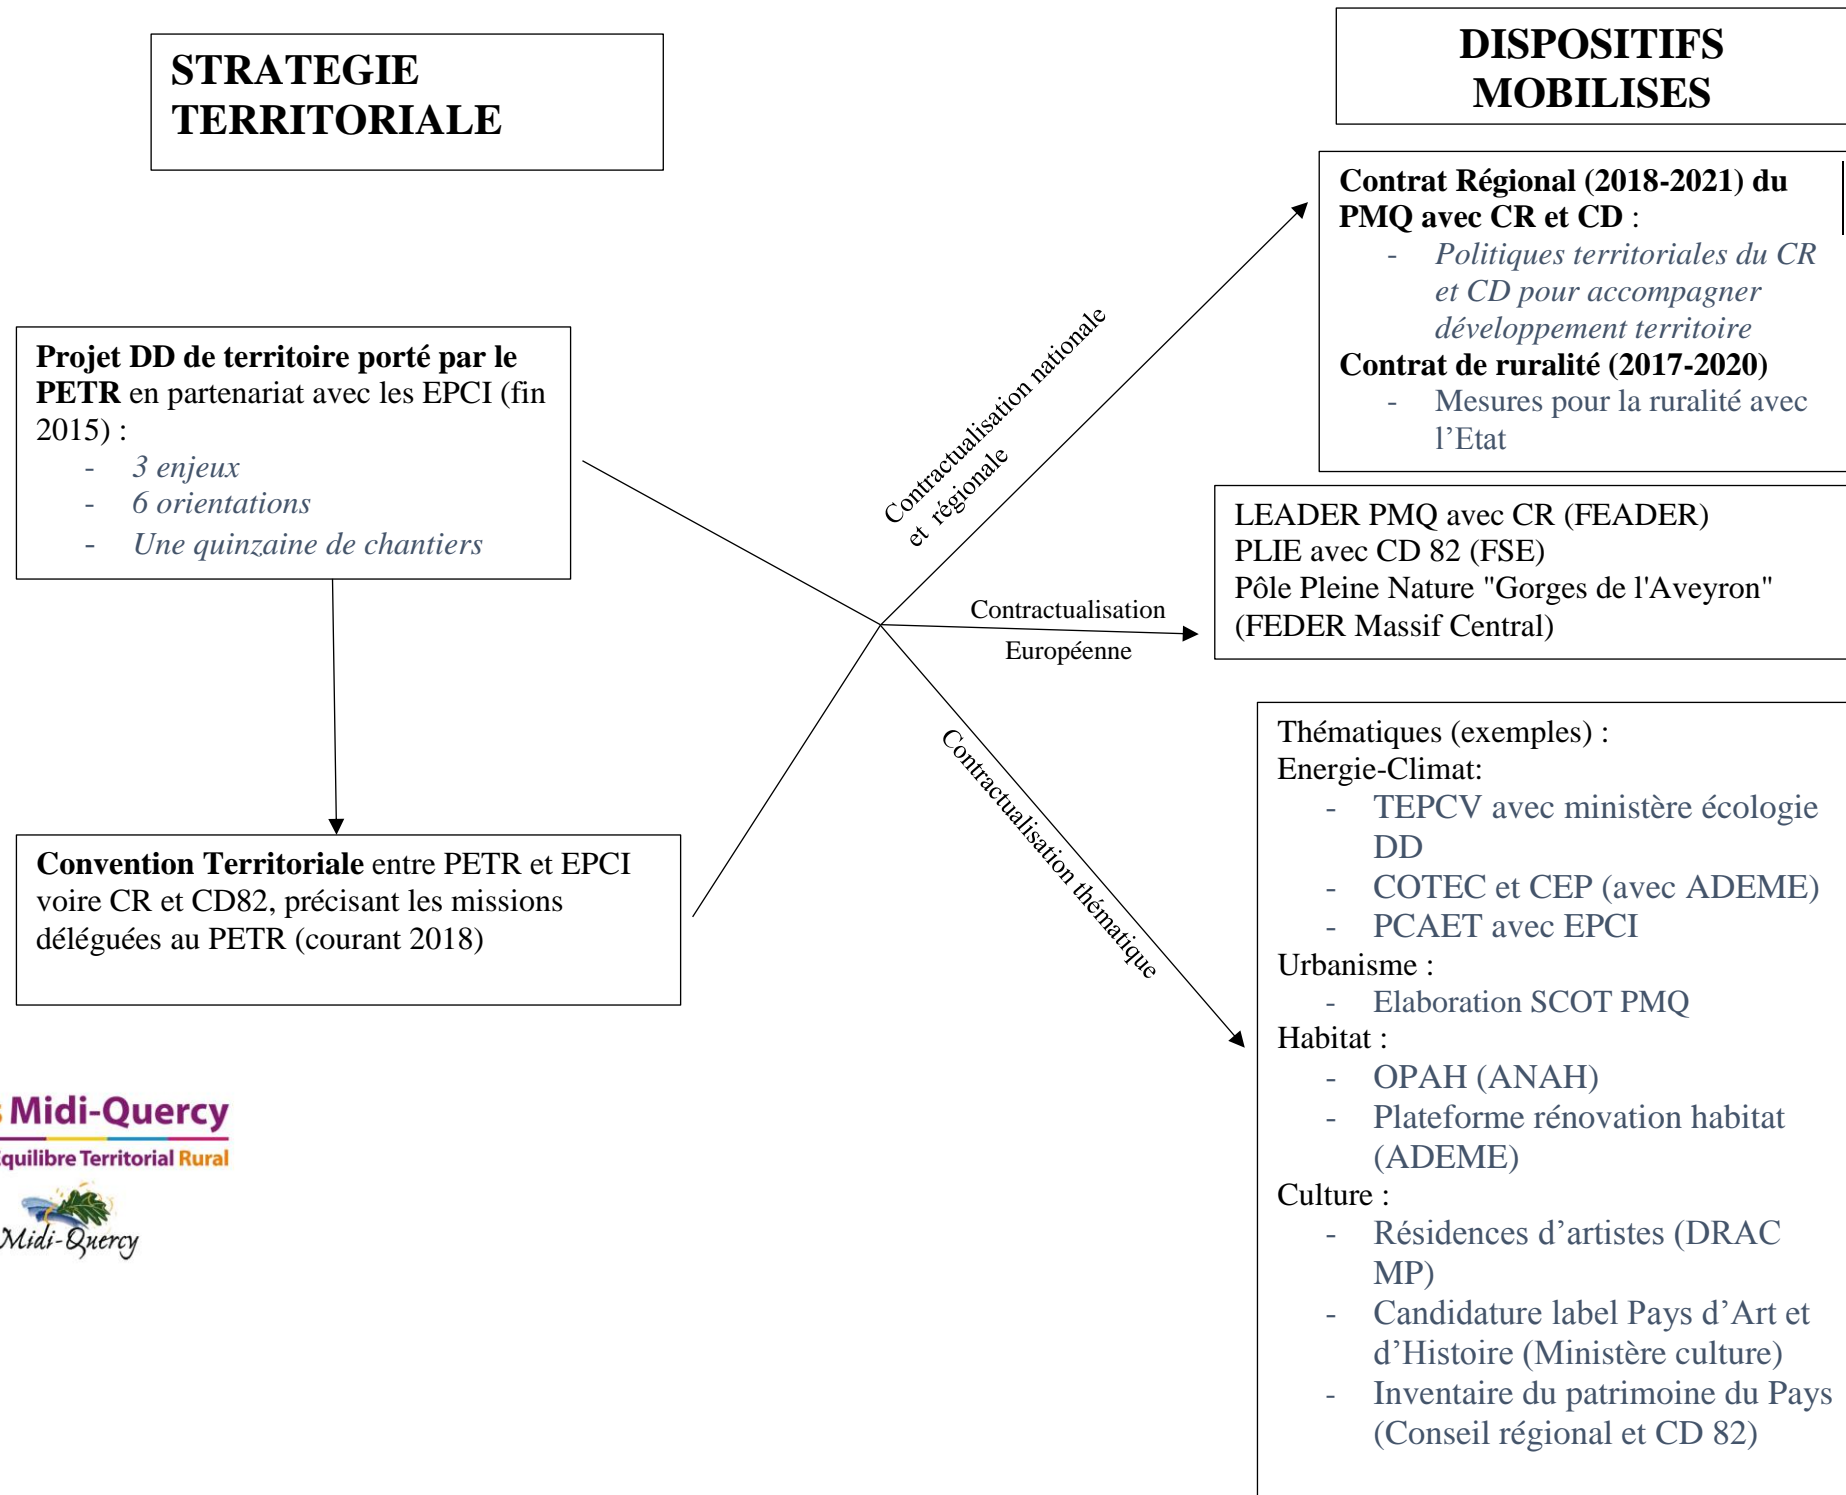 STRATEGIE
TERRITORIALE
DISPOSITIFS
MOBILISES
Projet DD de territoire porté par le
PETR en partenariat avec les EPCI (fin
2015) :
- 3 enjeux
- 6 orientations
- Une quinzaine de chantiers
Convention Territoriale entre PETR et EPCI
voire CR et CD82, précisant les missions
déléguées au PETR (courant 2018)
Contractualisation nationale
et régionale
Contractualisation
Européenne
Contractualisation thématique
Contrat Régional (2018-2021) du
PMQ avec CR et CD :
- Politiques territoriales du CR
et CD pour accompagner
développement territoire
Contrat de ruralité (2017-2020)
- Mesures pour la ruralité avec
l’Etat
LEADER PMQ avec CR (FEADER)
PLIE avec CD 82 (FSE)
Pôle Pleine Nature "Gorges de l'Aveyron"
(FEDER Massif Central)
Thématiques (exemples) :
Energie-Climat:
- TEPCV avec ministère écologie
DD
- COTEC et CEP (avec ADEME)
- PCAET avec EPCI
Urbanisme :
- Elaboration SCOT PMQ
Habitat :
- OPAH (ANAH)
- Plateforme rénovation habitat
(ADEME)
Culture :
- Résidences d’artistes (DRAC
MP)
- Candidature label Pays d’Art et
d’Histoire (Ministère culture)
- Inventaire du patrimoine du Pays
(Conseil régional et CD 82)
s Midi-Quercy
Equilibre Territorial Rural
Midi-Quercy